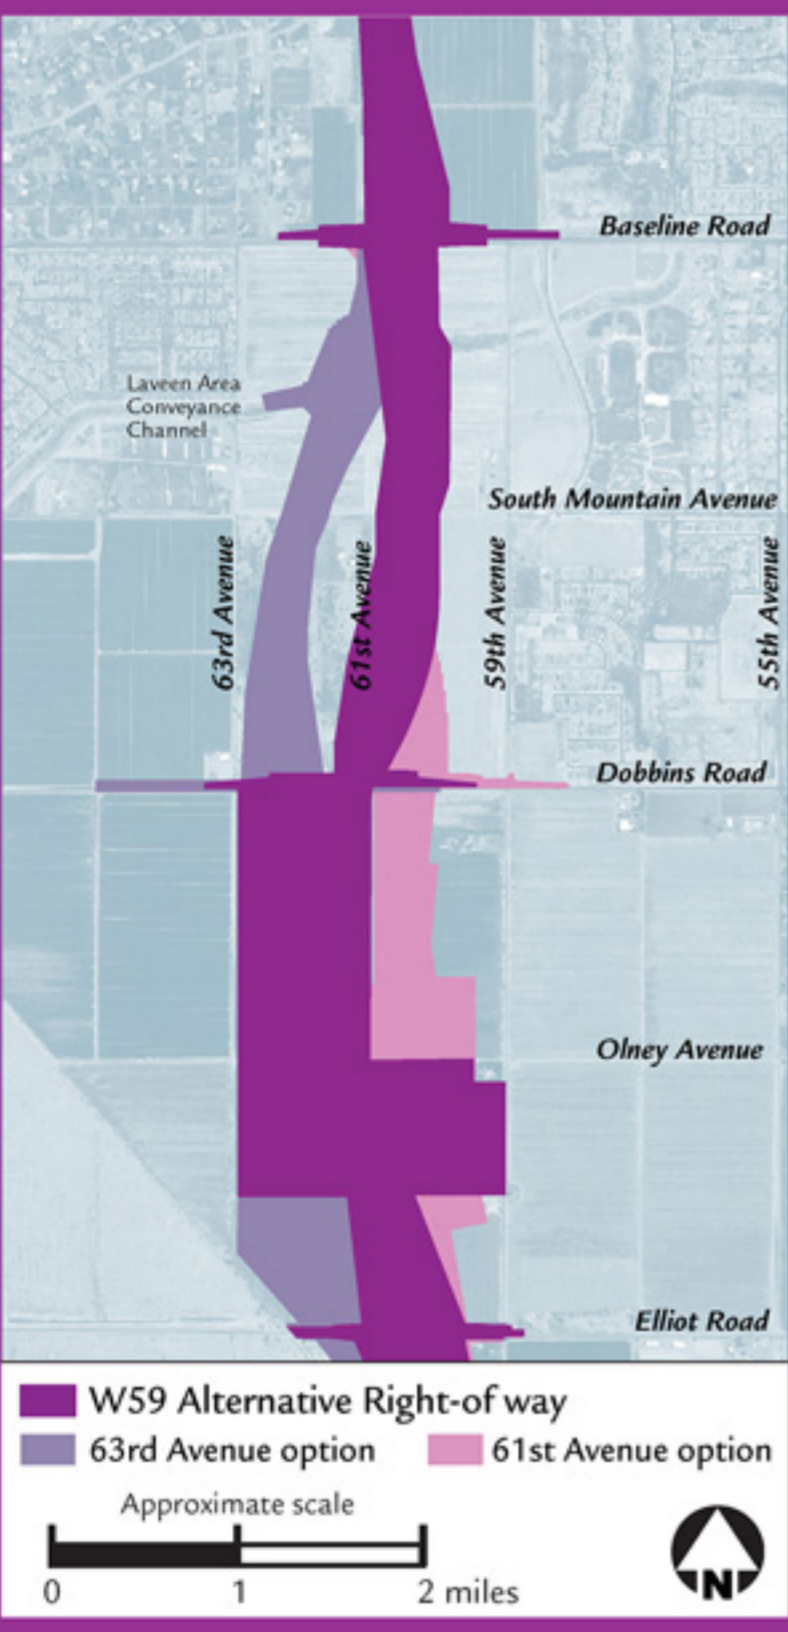 Baseline Road
Laveen Area
Conveyance
Channel
South Mountain Avenue
63rd Avenue
61st Avenue
59th Avenue
55th Avenue
Dobbins Road
Olney Avenue
Elliot Road
W59 Alternative Right-of way
63rd Avenue option
61st Avenue option
Approximate scale
0 1 2 miles
N